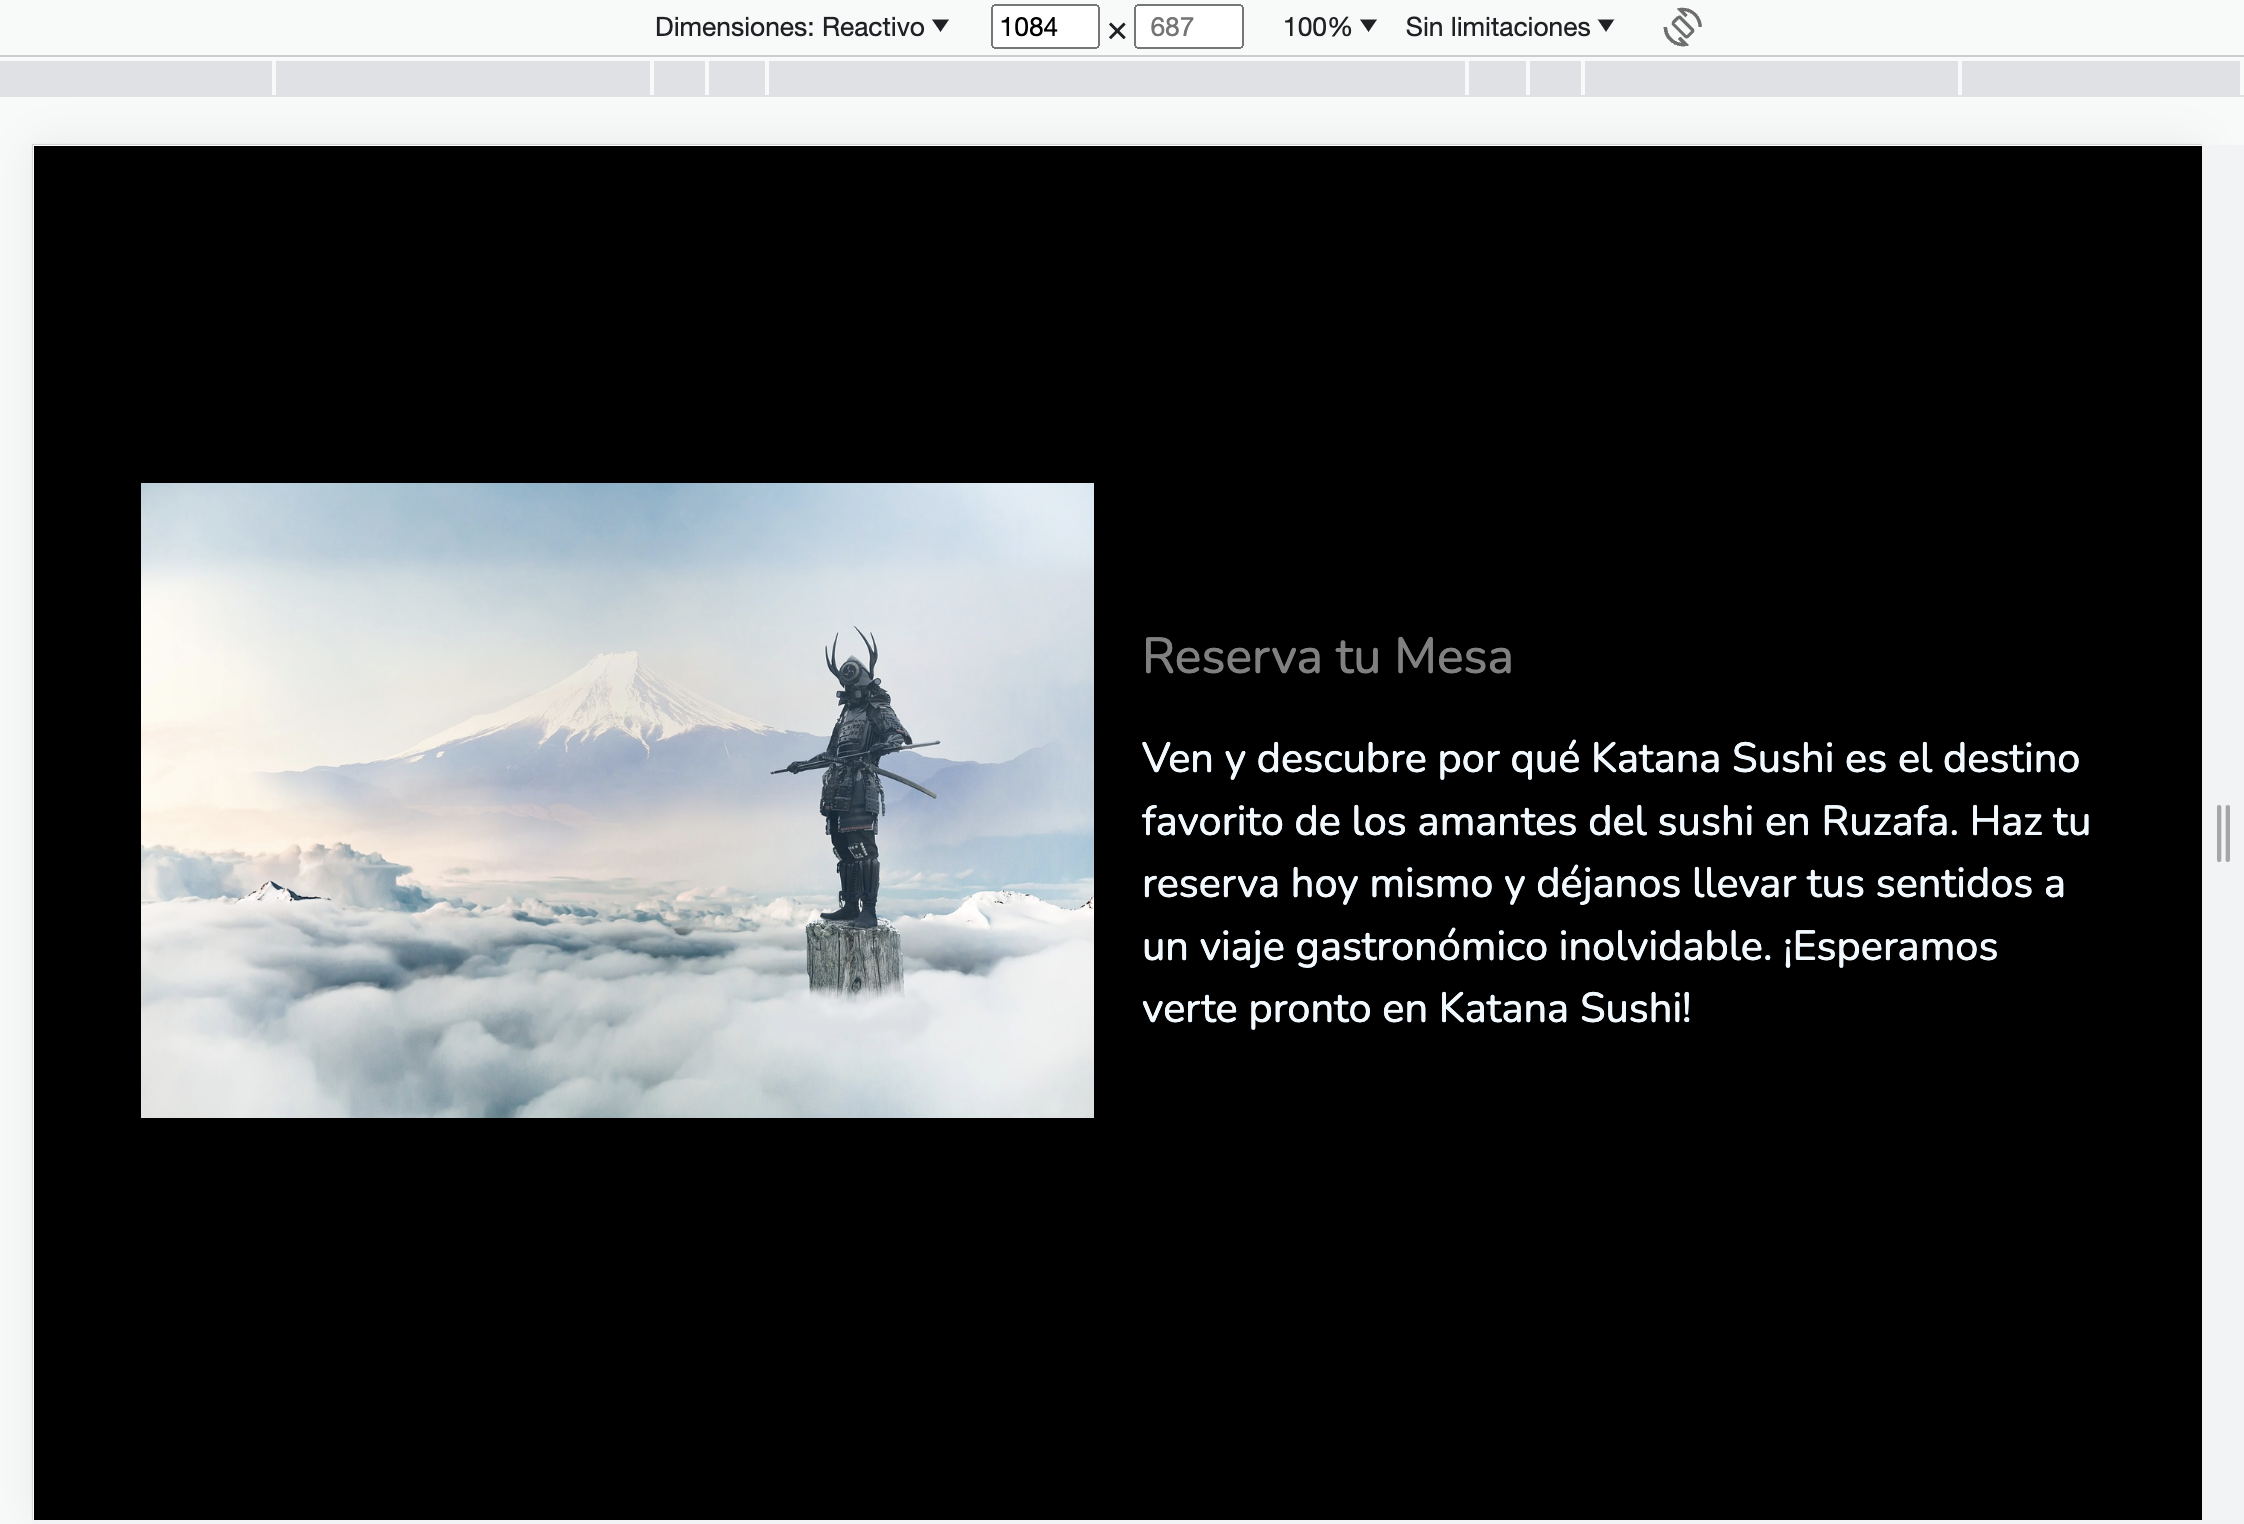 Dimensiones: Reactivo ▼ 1084 × 687 100% ▼ Sin limitaciones ▼
Reserva tu Mesa
Ven y descubre por qué Katana Sushi es el destino
favorito de los amantes del sushi en Ruzafa. Haz tu
reserva hoy mismo y déjanos llevar tus sentidos a
un viaje gastronómico inolvidable. ¡Esperamos
verte pronto en Katana Sushi!